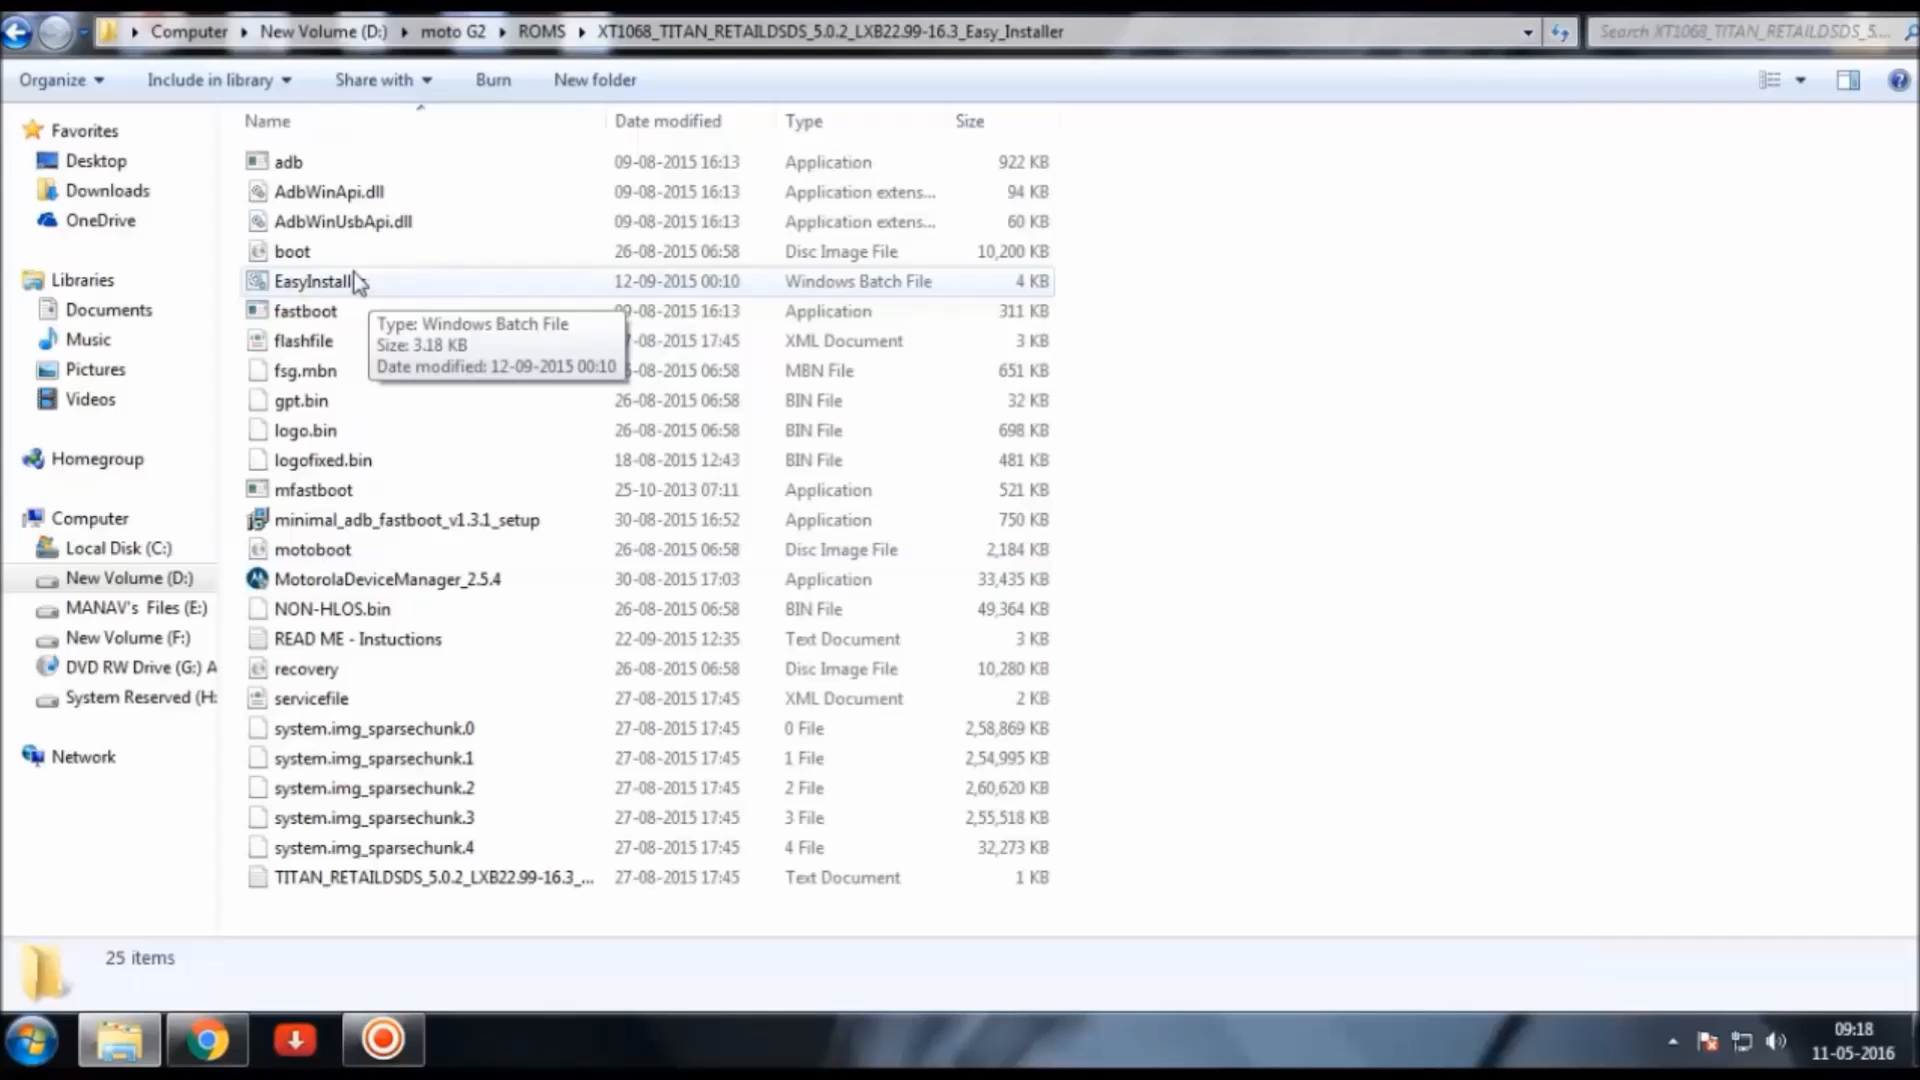 Computer ▸ New Volume (D:) ▸ moto G2 ▸ ROMS ▸ XT1068_TITAN_RETAILDSDS_5.0.2_LXB22.99-16.3_Easy_Installer
Search XT1068_TITAN_RETAILDSDS_5....
Organize Include in library Share with Burn New folder
Name Date modified Type Size
adb 09-08-2015 16:13 Application 922 KB
AdbWinApi.dll 09-08-2015 16:13 Application extens... 94 KB
AdbWinUsbApi.dll 09-08-2015 16:13 Application extens... 60 KB
boot 26-08-2015 06:58 Disc Image File 10,200 KB
EasyInstall 12-09-2015 00:10 Windows Batch File 4 KB
fastboot 09-08-2015 16:13 Application 311 KB
flashfile -08-2015 17:45 XML Document 3 KB
fsg.mbn -08-2015 06:58 MBN File 651 KB
gpt.bin 26-08-2015 06:58 BIN File 32 KB
logo.bin 26-08-2015 06:58 BIN File 698 KB
logofixed.bin 18-08-2015 12:43 BIN File 481 KB
mfastboot 25-10-2013 07:11 Application 521 KB
minimal_adb_fastboot_v1.3.1_setup 30-08-2015 16:52 Application 750 KB
motoboot 26-08-2015 06:58 Disc Image File 2,184 KB
MotorolaDeviceManager_2.5.4 30-08-2015 17:03 Application 33,435 KB
NON-HLOS.bin 26-08-2015 06:58 BIN File 49,364 KB
READ ME - Instuctions 22-09-2015 12:35 Text Document 3 KB
recovery 26-08-2015 06:58 Disc Image File 10,280 KB
servicefile 27-08-2015 17:45 XML Document 2 KB
system.img_sparsechunk.0 27-08-2015 17:45 0 File 2,58,869 KB
system.img_sparsechunk.1 27-08-2015 17:45 1 File 2,54,995 KB
system.img_sparsechunk.2 27-08-2015 17:45 2 File 2,60,620 KB
system.img_sparsechunk.3 27-08-2015 17:45 3 File 2,55,518 KB
system.img_sparsechunk.4 27-08-2015 17:45 4 File 32,273 KB
TITAN_RETAILDSDS_5.0.2_LXB22.99-16.3_... 27-08-2015 17:45 Text Document 1 KB
Type: Windows Batch File
Size: 3.18 KB
Date modified: 12-09-2015 00:10
Favorites
Desktop
Downloads
OneDrive
Libraries
Documents
Music
Pictures
Videos
Homegroup
Computer
Local Disk (C:)
New Volume (D:)
MANAV's Files (E:)
New Volume (F:)
DVD RW Drive (G:) A
System Reserved (H:
Network
25 items
09:18
11-05-2016